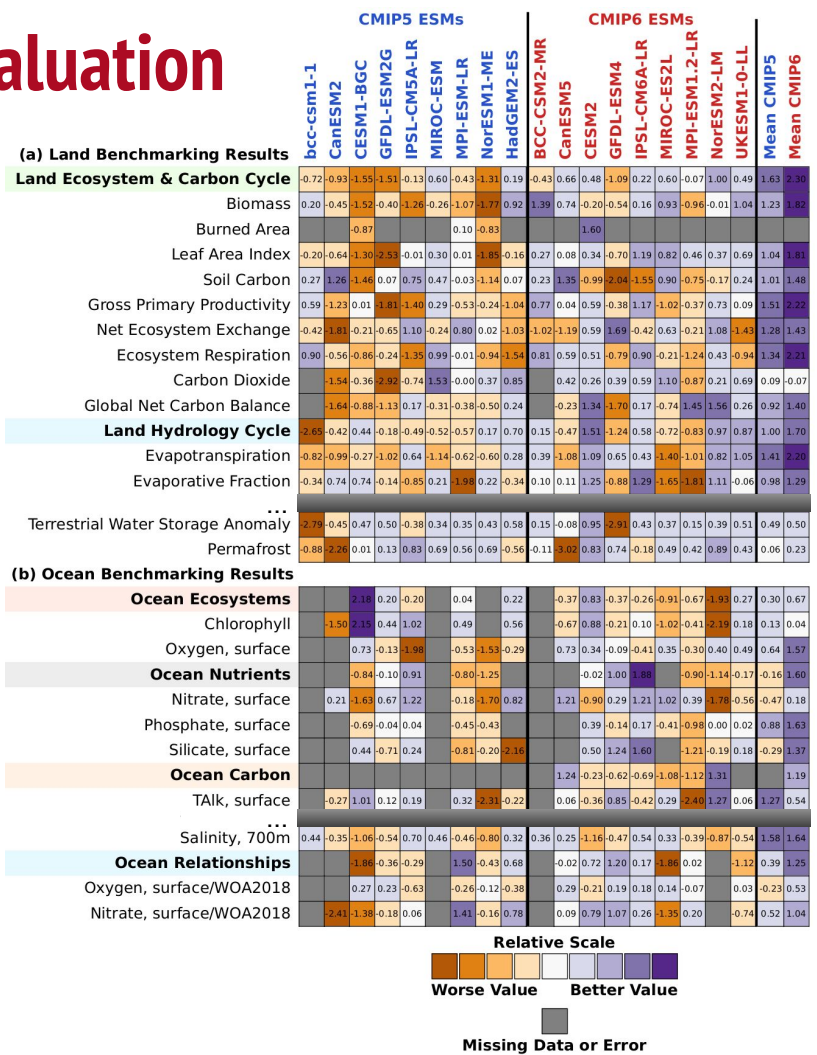 aluation
CMIP5 ESMs CMIP6 ESMs
bcc-csm1-1 CanESM2 CESM1-BGC GFDL-ESM2G IPSL-CM5A-LR MIROC-ESM MPI-ESM-LR NorESM1-ME HadGEM2-ES BCC-CSM2-MR CanESM5 CESM2 GFDL-ESM4 IPSL-CM6A-LR MIROC-ES2L MPI-ESM1.2-LR NorESM2-LM UKESM1-0-LL Mean CMIP5 Mean CMIP6
(a) Land Benchmarking Results
Land Ecosystem & Carbon Cycle -0.72 -0.93 -1.55 -1.51 -0.13 0.60 -0.43 -1.31 0.19 -0.43 0.66 0.48 -1.09 0.22 0.60 -0.07 1.00 0.49 1.63 2.30
Biomass 0.20 -0.45 -1.52 -0.40 -1.26 -0.26 -1.07 -1.77 0.92 1.39 0.74 -0.20 -0.54 0.16 0.93 -0.96 -0.01 1.04 1.23 1.82
Burned Area -0.87 0.10 -0.83 1.60
Leaf Area Index -0.20 -0.64 -1.30 -2.53 -0.01 0.30 0.01 -1.85 -0.16 0.27 0.08 0.34 -0.70 1.19 0.82 0.46 0.37 0.69 1.04 1.81
Soil Carbon 0.27 1.26 -1.46 0.07 0.75 0.47 -0.03 -1.14 0.07 0.23 1.35 -0.99 -2.04 -1.55 0.90 -0.75 -0.17 0.24 1.01 1.48
Gross Primary Productivity 0.59 -1.23 0.01 -1.81 -1.40 0.29 -0.53 -0.24 -1.04 0.77 0.04 0.59 -0.38 1.17 -1.02 -0.37 0.73 0.09 1.51 2.22
Net Ecosystem Exchange -0.42 -1.81 -0.21 -0.65 1.10 -0.24 0.80 0.02 -1.03 -1.02 -1.19 0.59 1.69 -0.42 0.63 -0.21 1.08 -1.43 1.28 1.43
Ecosystem Respiration 0.90 -0.56 -0.86 -0.24 -1.35 0.99 -0.01 -0.94 -1.54 0.81 0.59 0.51 -0.79 0.90 -0.21 -1.24 0.43 -0.94 1.34 2.21
Carbon Dioxide -1.54 -0.36 -2.92 -0.74 1.53 -0.00 0.37 0.85 0.42 0.26 0.39 0.59 1.10 -0.87 0.21 0.69 0.09 -0.07
Global Net Carbon Balance -1.64 -0.88 -1.13 0.17 -0.31 -0.38 -0.50 0.24 -0.23 1.34 -1.70 0.17 -0.74 1.45 1.56 0.26 0.92 1.40
Land Hydrology Cycle -2.65 -0.42 0.44 -0.18 -0.49 -0.52 -0.57 0.17 0.70 0.15 -0.47 1.51 -1.24 0.58 -0.72 -0.83 0.97 0.87 1.00 1.70
Evapotranspiration -0.82 -0.99 -0.27 -1.02 0.64 -1.14 -0.62 -0.60 0.28 0.39 -1.08 1.09 0.65 0.43 -1.40 -1.01 0.82 1.05 1.41 2.20
Evaporative Fraction -0.34 0.74 0.74 -0.14 -0.85 0.21 -1.98 0.22 -0.34 0.10 0.11 1.25 -0.88 1.29 -1.65 -1.81 1.11 -0.06 0.98 1.29
...
Terrestrial Water Storage Anomaly -2.79 -0.45 0.47 0.50 -0.38 0.34 0.35 0.43 0.58 0.15 -0.08 0.95 -2.91 0.43 0.37 0.15 0.39 0.51 0.49 0.50
Permafrost -0.88 -2.26 0.01 0.13 0.83 0.69 0.56 0.69 -0.56 -0.11 -3.02 0.83 0.74 -0.18 0.49 0.42 0.89 0.43 0.06 0.23
(b) Ocean Benchmarking Results
Ocean Ecosystems 2.18 0.20 -0.20 0.04 0.22 -0.37 0.83 -0.37 -0.26 -0.91 -0.67 -1.93 0.27 0.30 0.67
Chlorophyll -1.50 2.15 0.44 1.02 0.49 0.56 -0.67 0.88 -0.21 0.10 -1.02 -0.41 -2.19 0.18 0.13 0.04
Oxygen, surface 0.73 -0.13 -1.98 -0.53 -1.53 -0.29 0.73 0.34 -0.09 -0.41 0.35 -0.30 0.40 0.49 0.64 1.57
Ocean Nutrients -0.84 -0.10 0.91 -0.80 -1.25 -0.02 1.00 1.88 -0.90 -1.14 -0.17 -0.16 1.60
Nitrate, surface 0.21 -1.63 0.67 1.22 -0.18 -1.70 0.82 1.21 -0.90 0.29 1.21 1.02 0.39 -1.78 -0.56 -0.47 0.18
Phosphate, surface -0.69 -0.04 0.04 -0.45 -0.43 0.39 -0.14 0.17 -0.41 -0.98 0.00 0.02 0.88 1.63
Silicate, surface 0.44 -0.71 0.24 -0.81 -0.20 -2.16 0.50 1.24 1.60 -1.21 -0.19 0.18 -0.29 1.37
Ocean Carbon 1.24 -0.23 -0.62 -0.69 -1.08 -1.12 1.31 1.19
TAlk, surface -0.27 1.01 0.12 0.19 0.32 -2.31 -0.22 0.06 -0.36 0.85 -0.42 0.29 -2.40 1.27 0.06 1.27 0.54
...
Salinity, 700m 0.44 -0.35 -1.06 -0.54 0.70 0.46 -0.46 -0.80 0.32 0.36 0.25 -1.16 -0.47 0.54 0.33 -0.39 -0.87 -0.54 1.58 1.64
Ocean Relationships -1.86 -0.36 -0.29 1.50 -0.43 0.68 -0.02 0.72 1.20 0.17 -1.86 0.02 -1.12 0.39 1.25
Oxygen, surface/WOA2018 0.27 0.23 -0.63 -0.26 -0.12 -0.38 0.29 -0.21 0.19 0.18 0.14 -0.07 0.03 -0.23 0.53
Nitrate, surface/WOA2018 -2.41 -1.38 -0.18 0.06 1.41 -0.16 0.78 0.09 0.79 1.07 0.26 -1.35 0.20 -0.74 0.52 1.04
Relative Scale
Worse Value Better Value
Missing Data or Error